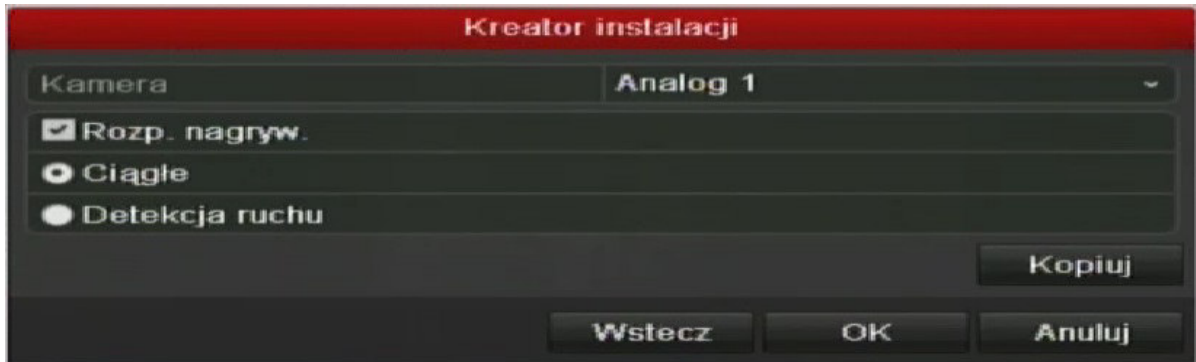 Kreator instalacji
Kamera Analog 1
Rozp. nagryw.
Ciągłe
Detekcja ruchu
Kopiuj
Wstecz OK Anuluj